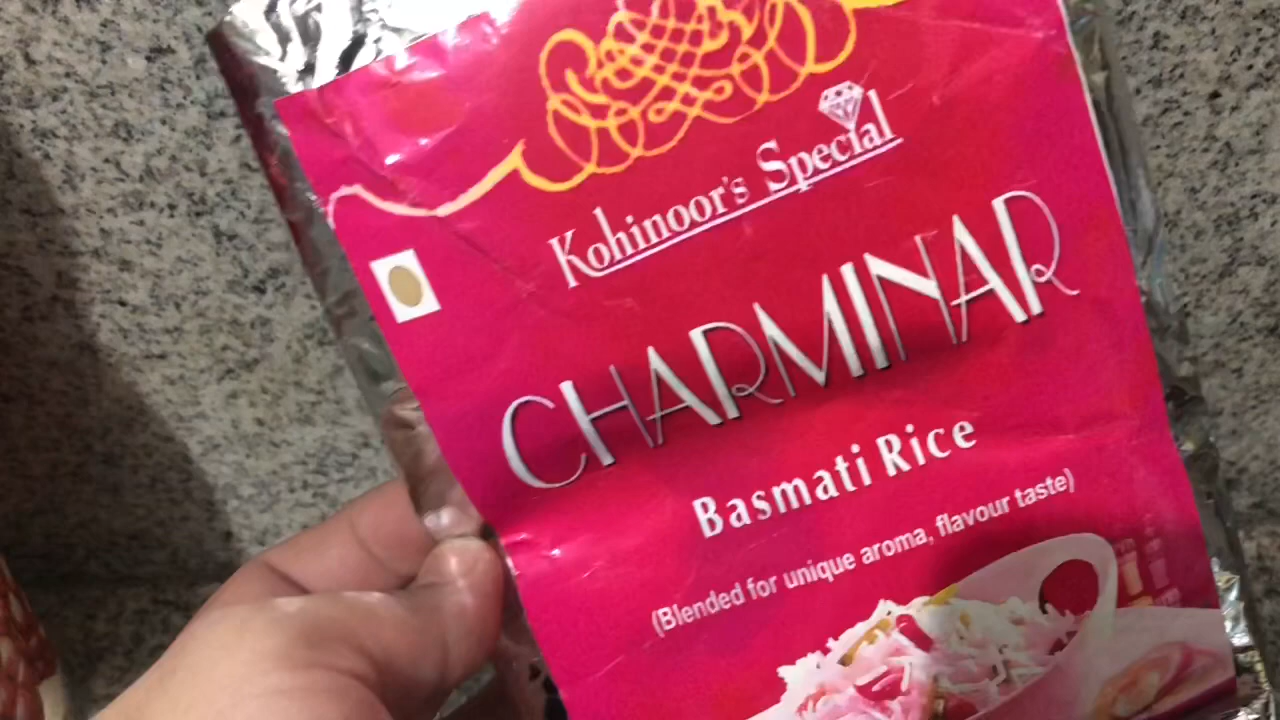 Kohinoor's Special
CHARMINAR
Basmati Rice
(Blended for unique aroma, flavour taste)